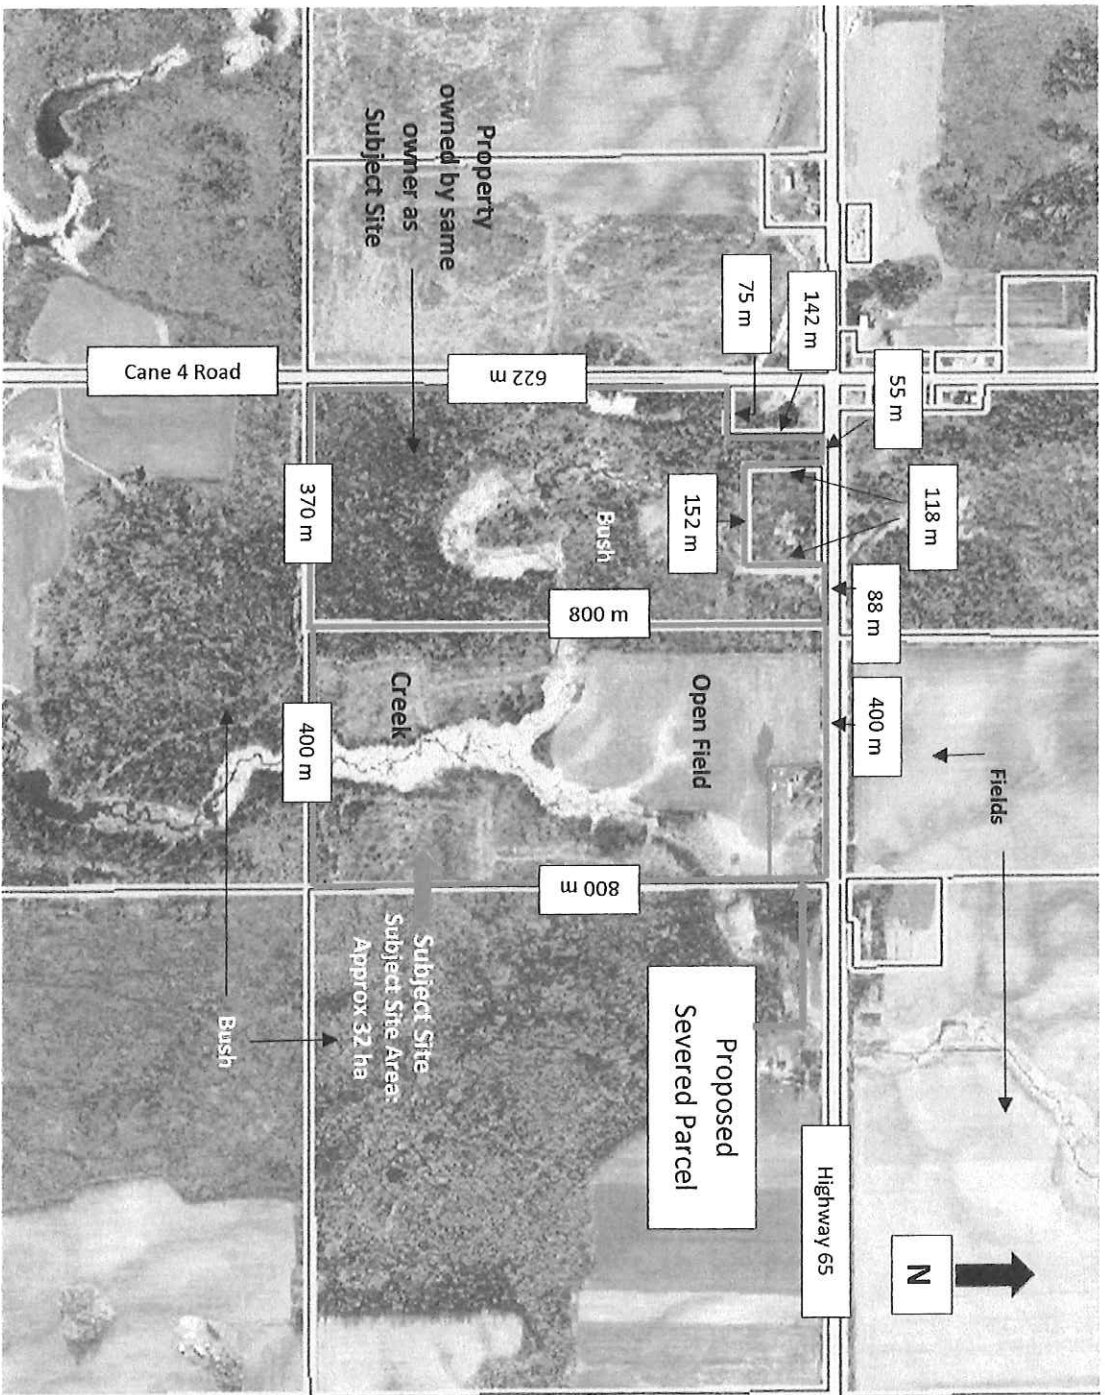 Fields
N
118 m
55 m
88 m
400 m
Highway 65
142 m
75 m
152 m
Open Field
Proposed
Severed Parcel
Bush
800 m
800 m
622 m
Property
owned by same
owner as
Subject Site
Creek
Subject Site
Subject Site Area:
Approx 32 ha
370 m
400 m
Bush
Cane 4 Road